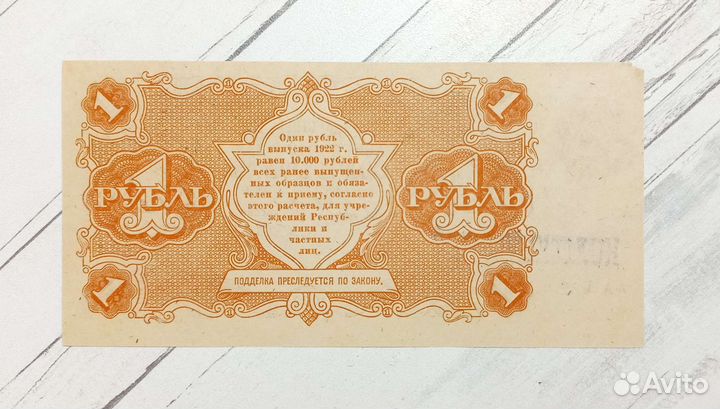 1
1
Один рубль
выпуска 1922 г.
равен 10.000 рублей
всех ранее выпущен-
ных образцов и обяза-
телен к приему, согласно
этого расчета, для учре-
ждений Респуб-
лики и
частных
лиц.
1 РУБЛЬ
1 РУБЛЬ
ПОДДЕЛКА ПРЕСЛЕДУЕТСЯ ПО ЗАКОНУ.
1
1
Avito